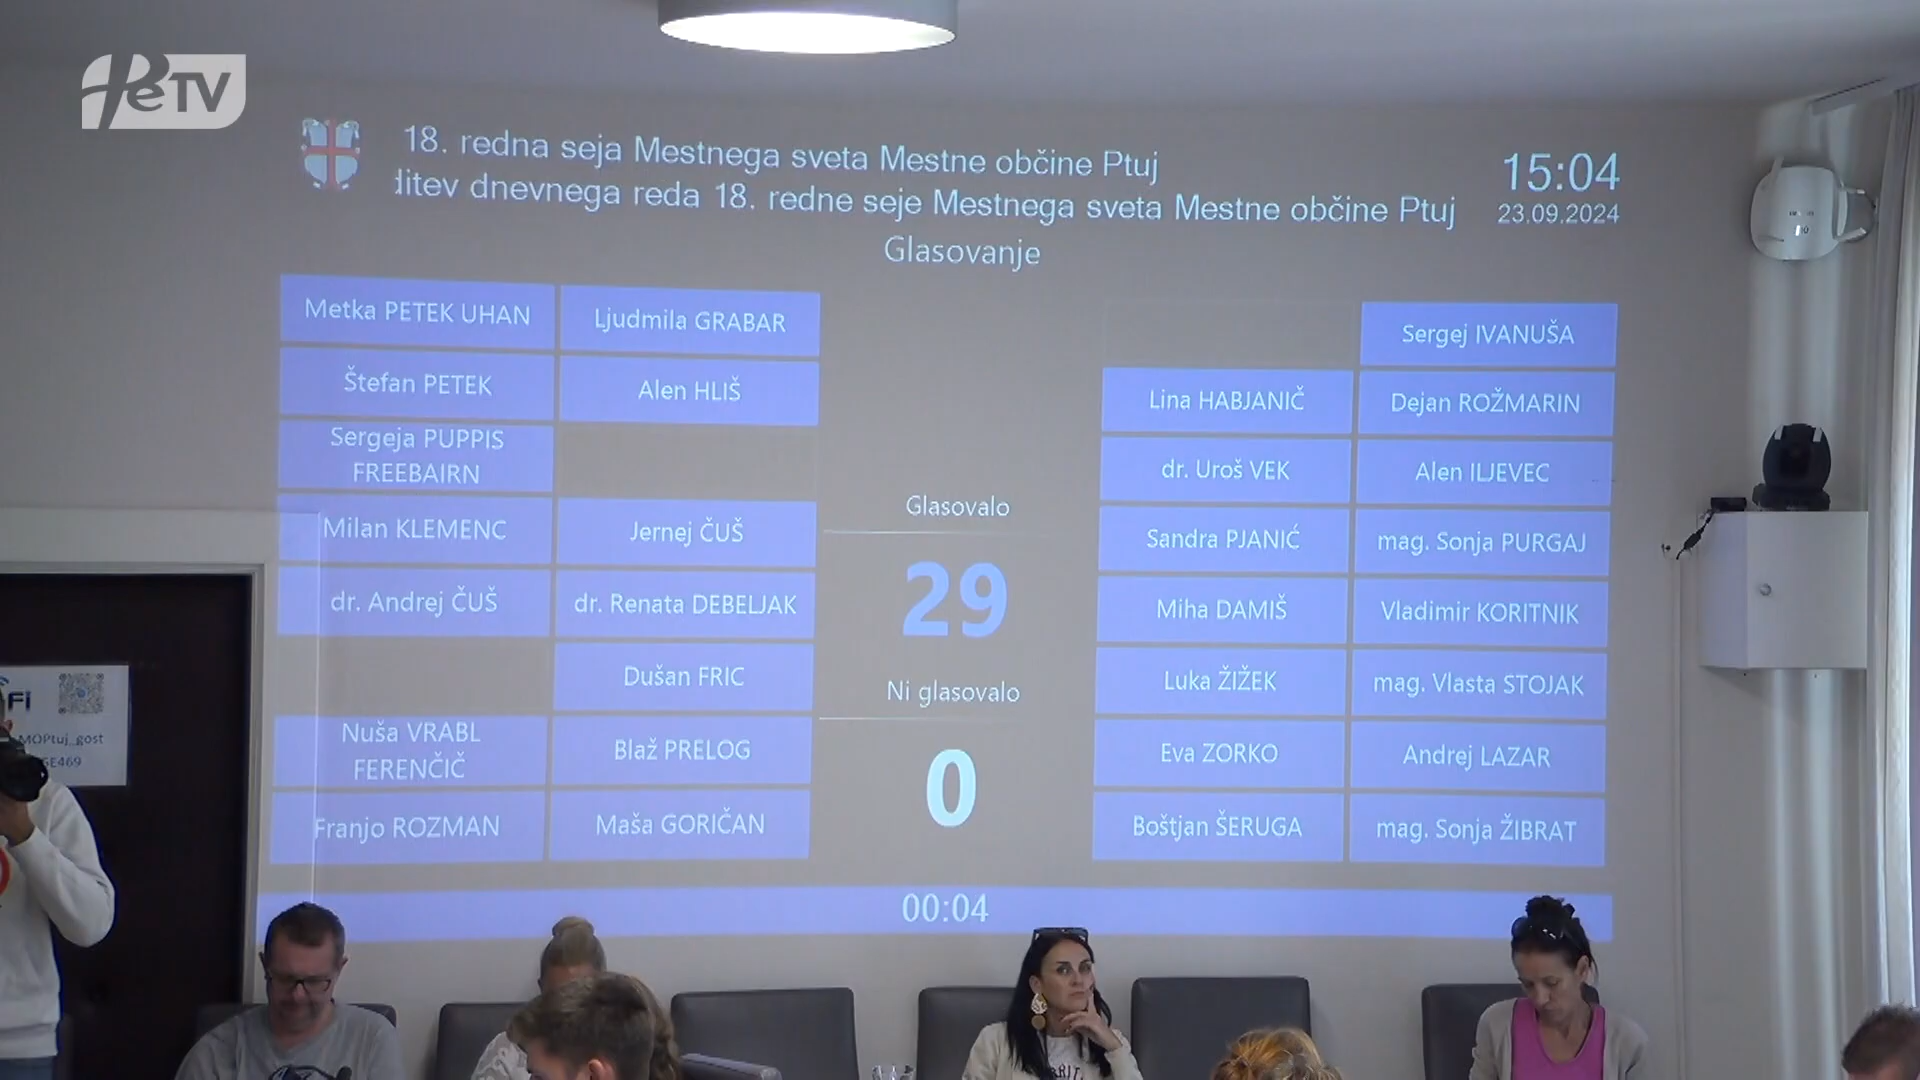 PeTV
18. redna seja Mestnega sveta Mestne občine Ptuj
ditev dnevnega reda 18. redne seje Mestnega sveta Mestne občine Ptuj
15:04
23.09.2024
Glasovanje
Metka PETEK UHAN
Ljudmila GRABAR
Sergej IVANUŠA
Štefan PETEK
Alen HLIŠ
Lina HABJANIČ
Dejan ROŽMARIN
Sergeja PUPPIS
FREEBAIRN
dr. Uroš VEK
Alen ILJEVEC
Milan KLEMENC
Jernej ČUŠ
Glasovalo
29
Sandra PJANIĆ
mag. Sonja PURGAJ
dr. Andrej ČUŠ
dr. Renata DEBELJAK
Miha DAMIŠ
Vladimir KORITNIK
Dušan FRIC
Ni glasovalo
0
Luka ŽIŽEK
mag. Vlasta STOJAK
Nuša VRABL
FERENČIČ
Blaž PRELOG
Eva ZORKO
Andrej LAZAR
Franjo ROZMAN
Maša GORIČAN
Boštjan ŠERUGA
mag. Sonja ŽIBRAT
00:04
Fi
MOPtuj_gost
GE469